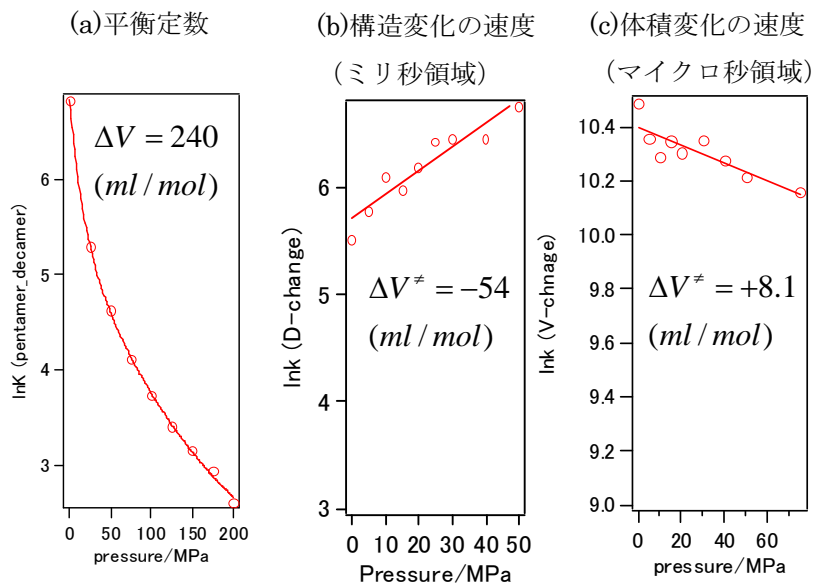 (a)平衡定数
(b)構造変化の速度
（ミリ秒領域）
(c)体積変化の速度
（マイクロ秒領域）
ΔV = 240
(ml / mol)
lnK (pentamer_decamer)
6
5
4
3
0 50 100 150 200
pressure/MPa
ΔV≠ = −54
(ml / mol)
lnk (D-change)
6
5
4
3
0 10 20 30 40 50
Pressure/MPa
ΔV≠ = +8.1
(ml / mol)
lnk (V-chnage)
10.4
10.2
10.0
9.8
9.6
9.4
9.2
9.0
0 20 40 60
pressure/MPa